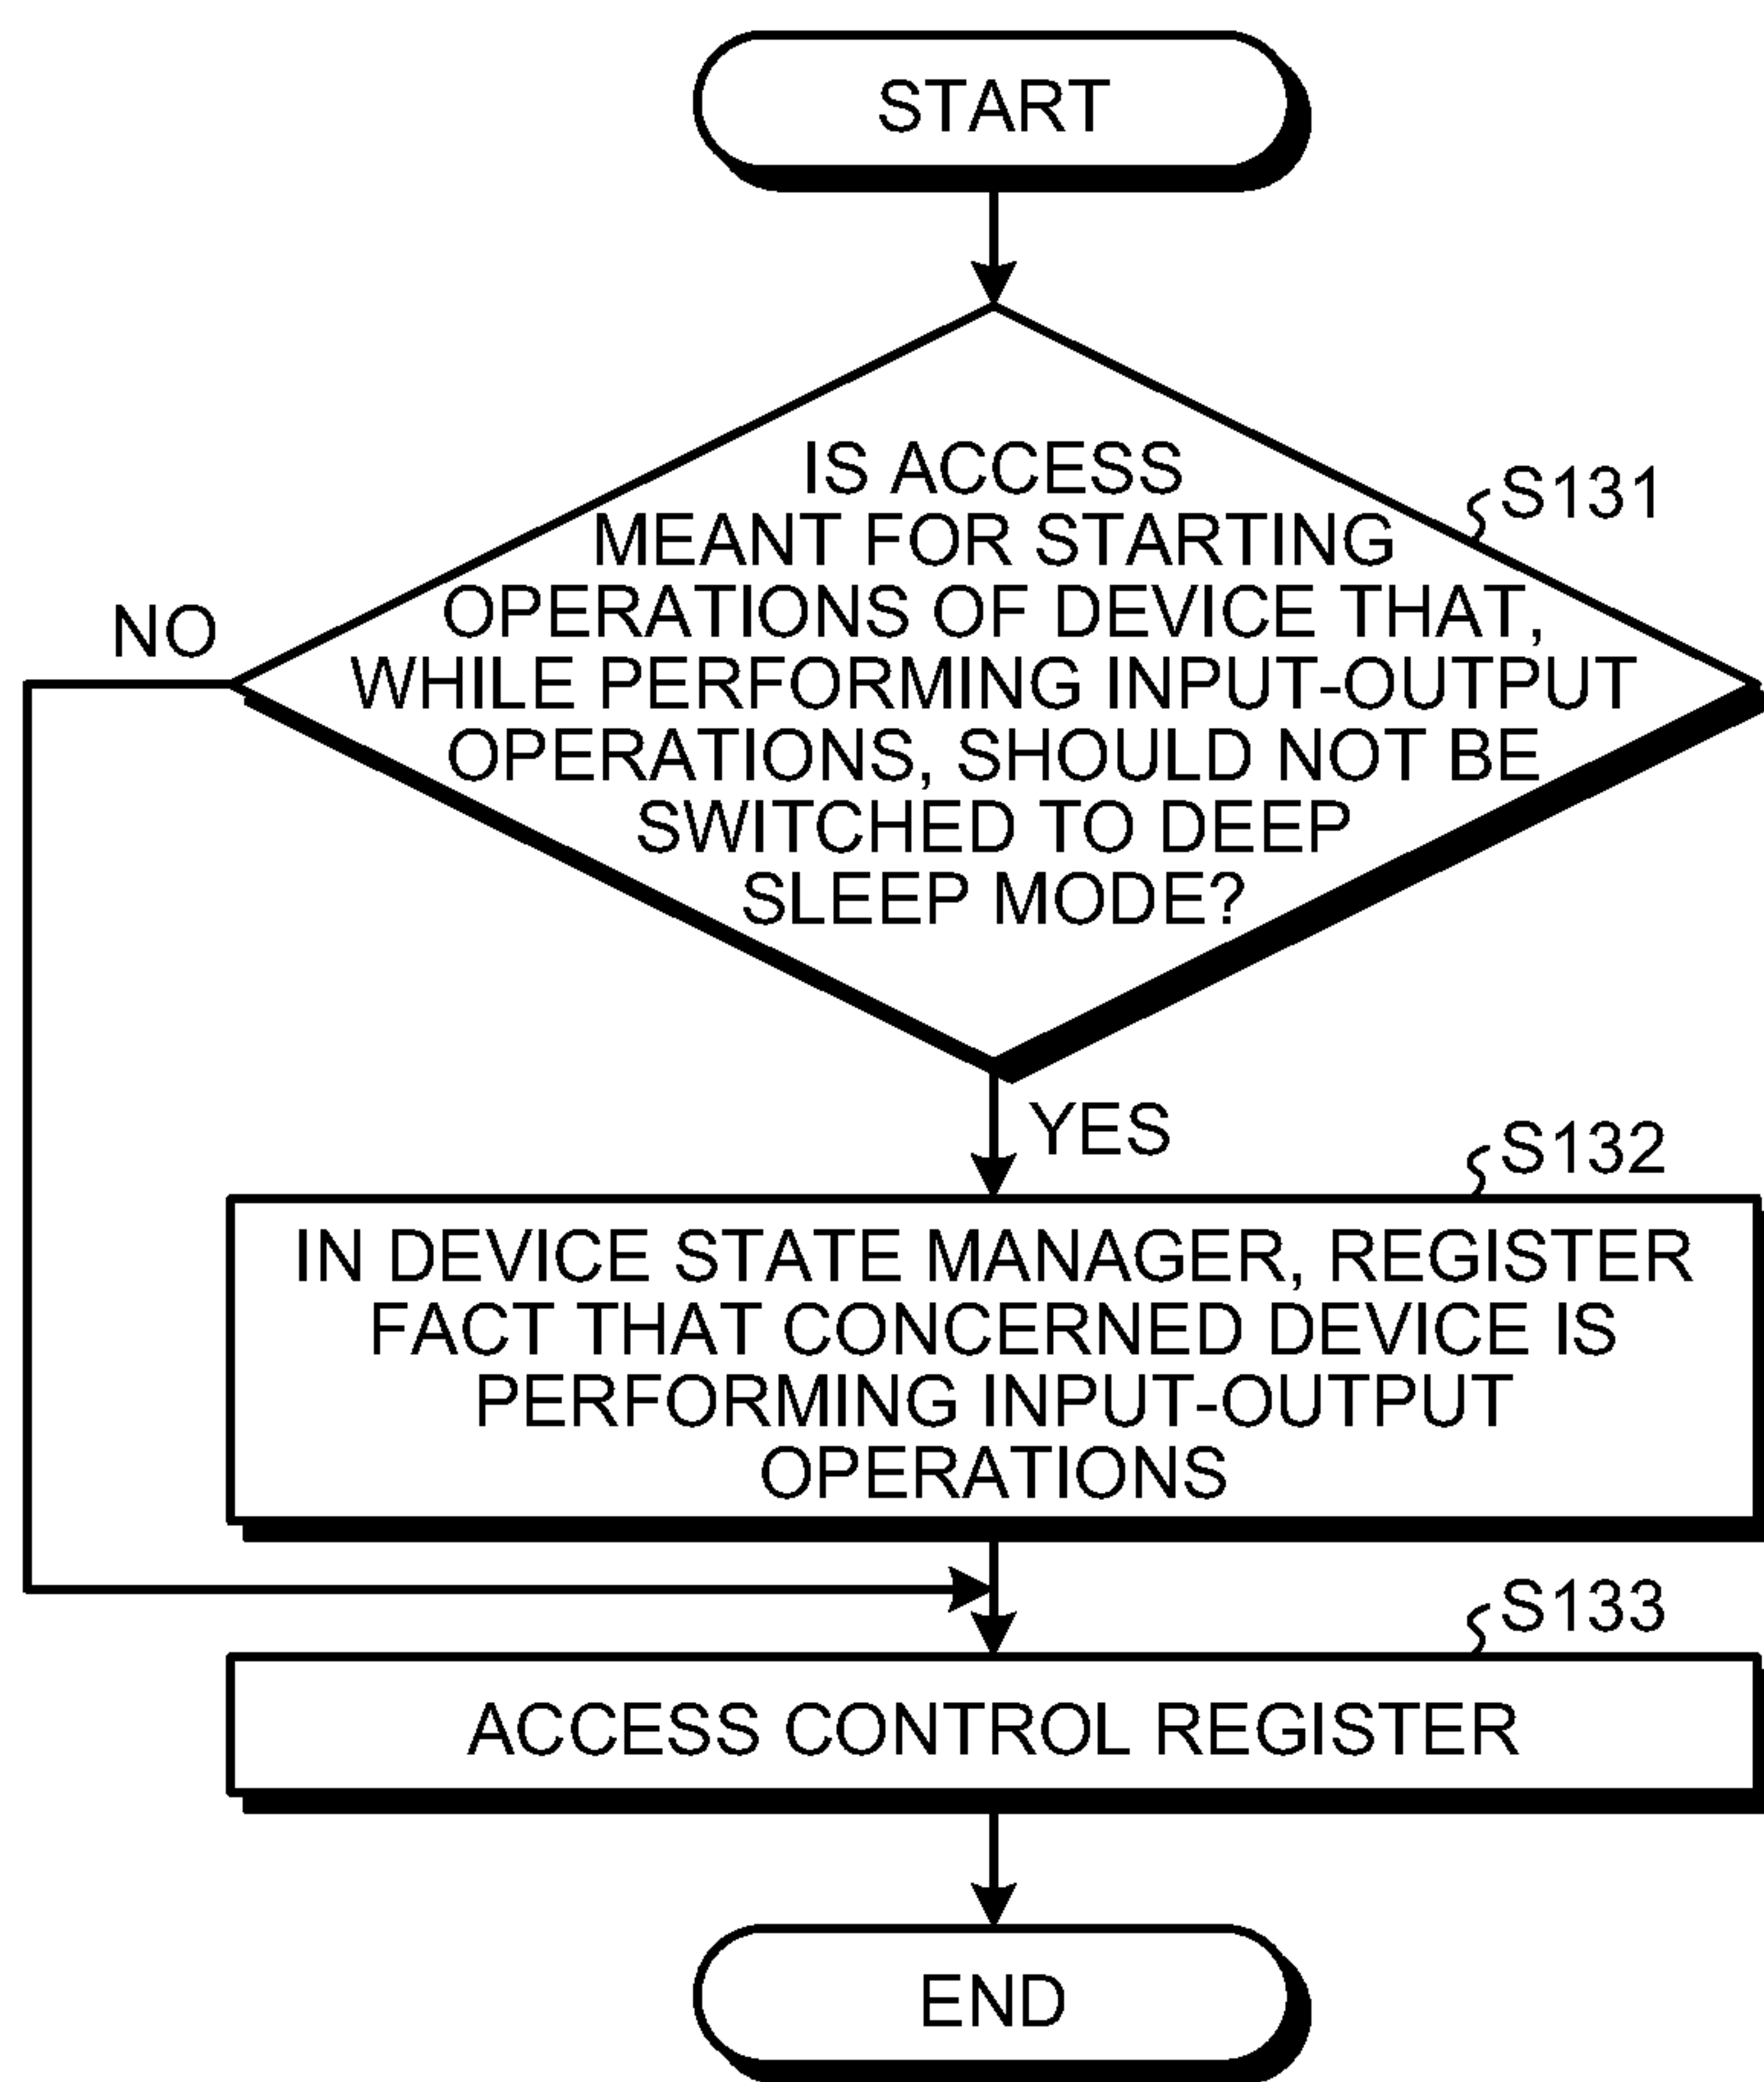 START
IS ACCESS
MEANT FOR STARTING
OPERATIONS OF DEVICE THAT,
WHILE PERFORMING INPUT-OUTPUT
OPERATIONS, SHOULD NOT BE
SWITCHED TO DEEP
SLEEP MODE?
S131
NO
YES
S132
IN DEVICE STATE MANAGER, REGISTER
FACT THAT CONCERNED DEVICE IS
PERFORMING INPUT-OUTPUT
OPERATIONS
S133
ACCESS CONTROL REGISTER
END